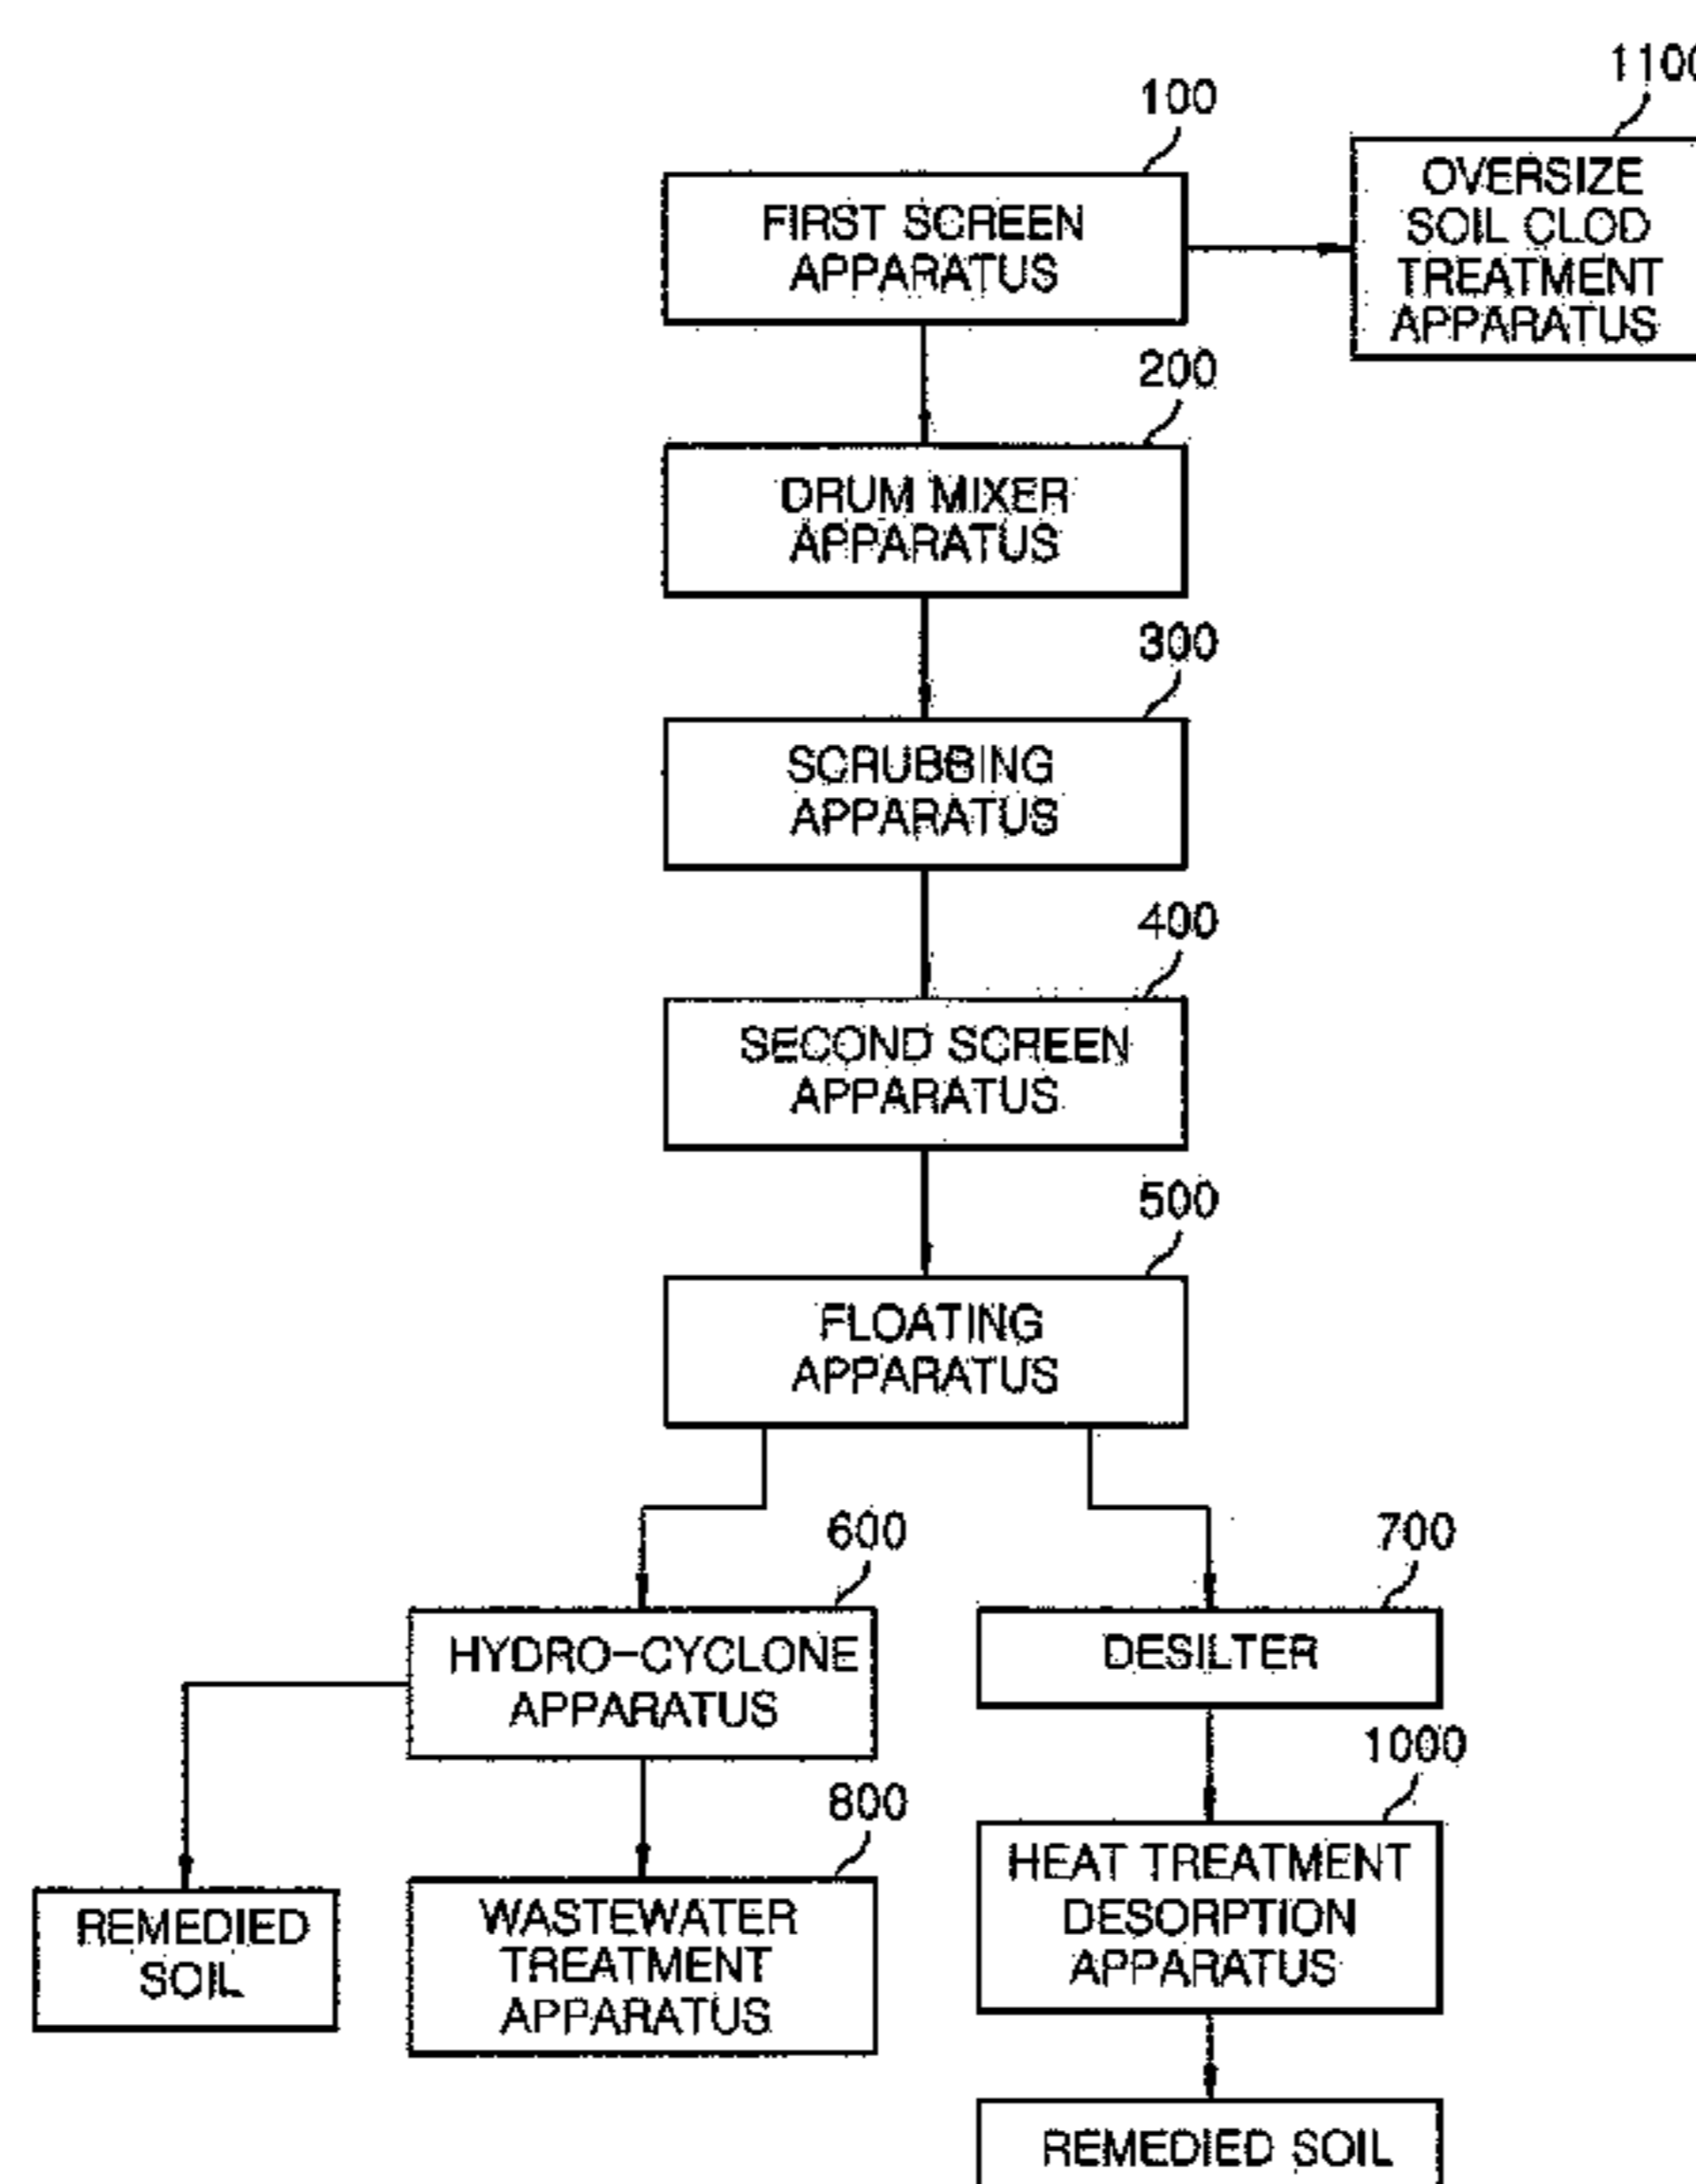 100
1100
FIRST SCREEN
APPARATUS
OVERSIZE
SOIL CLOD
TREATMENT
APPARATUS
200
DRUM MIXER
APPARATUS
300
SCRUBBING
APPARATUS
400
SECOND SCREEN
APPARATUS
500
FLOATING
APPARATUS
600
700
HYDRO-CYCLONE
APPARATUS
DESILTER
1000
800
HEAT TREATMENT
DESORPTION
APPARATUS
REMEDIED
SOIL
WASTEWATER
TREATMENT
APPARATUS
REMEDIED SOIL